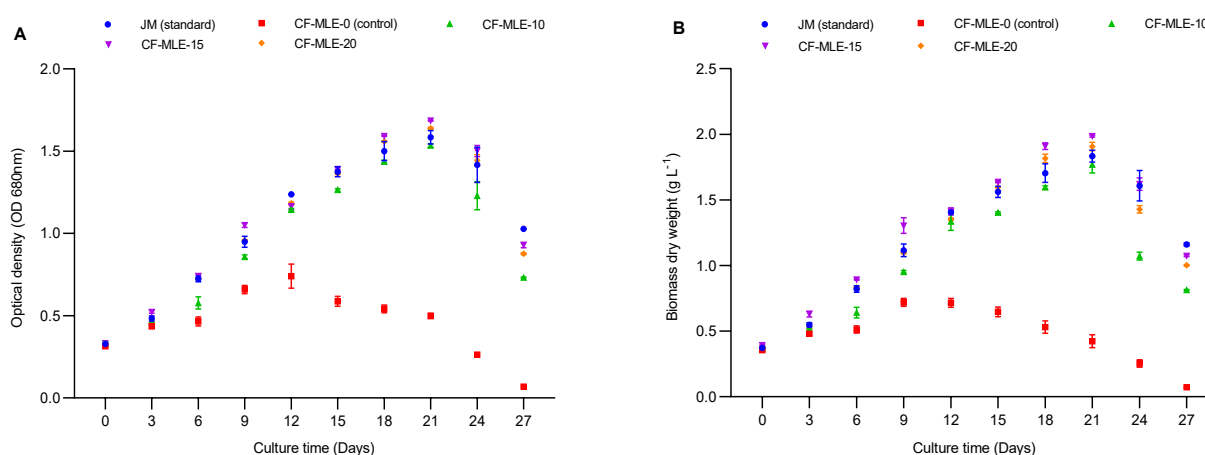 A
JM (standard) CF-MLE-0 (control) CF-MLE-10
CF-MLE-15 CF-MLE-20
Optical density (OD 680nm)
2.0
1.5
1.0
0.5
0.0
0 3 6 9 12 15 18 21 24 27
Culture time (Days)
B
JM (standard) CF-MLE-0 (control) CF-MLE-10
CF-MLE-15 CF-MLE-20
Biomass dry weight (g L⁻¹)
2.5
2.0
1.5
1.0
0.5
0.0
0 3 6 9 12 15 18 21 24 27
Culture time (Days)